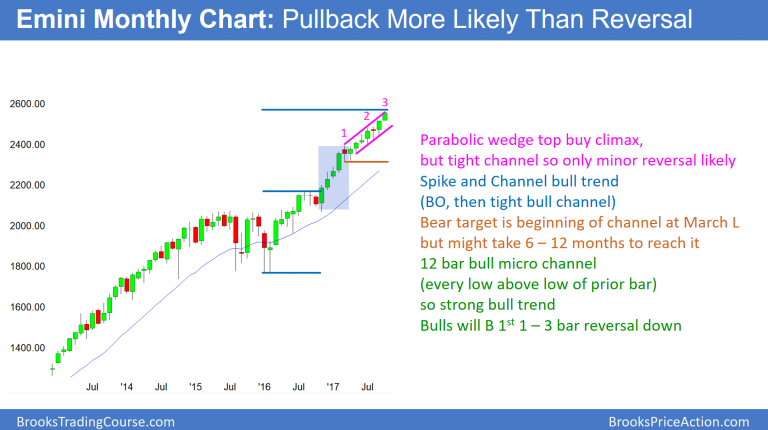 Emini Monthly Chart: Pullback More Likely Than Reversal
2600.00
2400.00
2200.00
2000.00
1800.00
1600.00
1400.00
1
2
3
Jul
'14
Jul
'15
Jul
'16
Jul
'17
Jul
Parabolic wedge top buy climax,
but tight channel so only minor reversal likely
Spike and Channel bull trend
(BO, then tight bull channel)
Bear target is beginning of channel at March L
but might take 6 – 12 months to reach it
12 bar bull micro channel
(every low above low of prior bar)
so strong bull trend
Bulls will B 1st 1 – 3 bar reversal down
BrooksTradingCourse.com
BrooksPriceAction.com